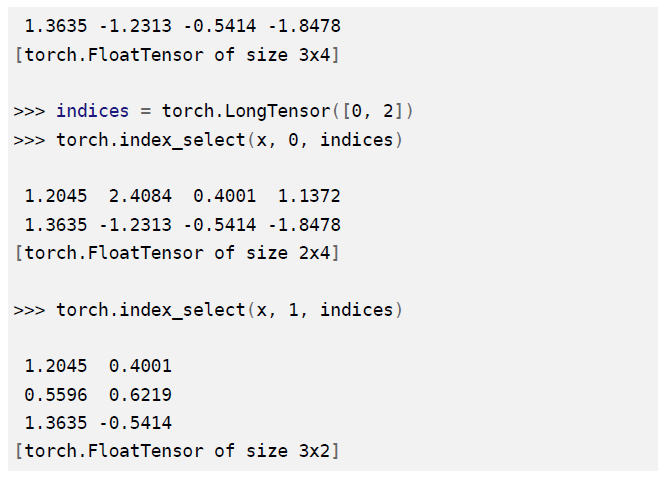 1.3635 -1.2313 -0.5414 -1.8478
[torch.FloatTensor of size 3x4]
>>> indices = torch.LongTensor([0, 2])
>>> torch.index_select(x, 0, indices)
1.2045  2.4084  0.4001  1.1372
1.3635 -1.2313 -0.5414 -1.8478
[torch.FloatTensor of size 2x4]
>>> torch.index_select(x, 1, indices)
1.2045  0.4001
0.5596  0.6219
1.3635 -0.5414
[torch.FloatTensor of size 3x2]